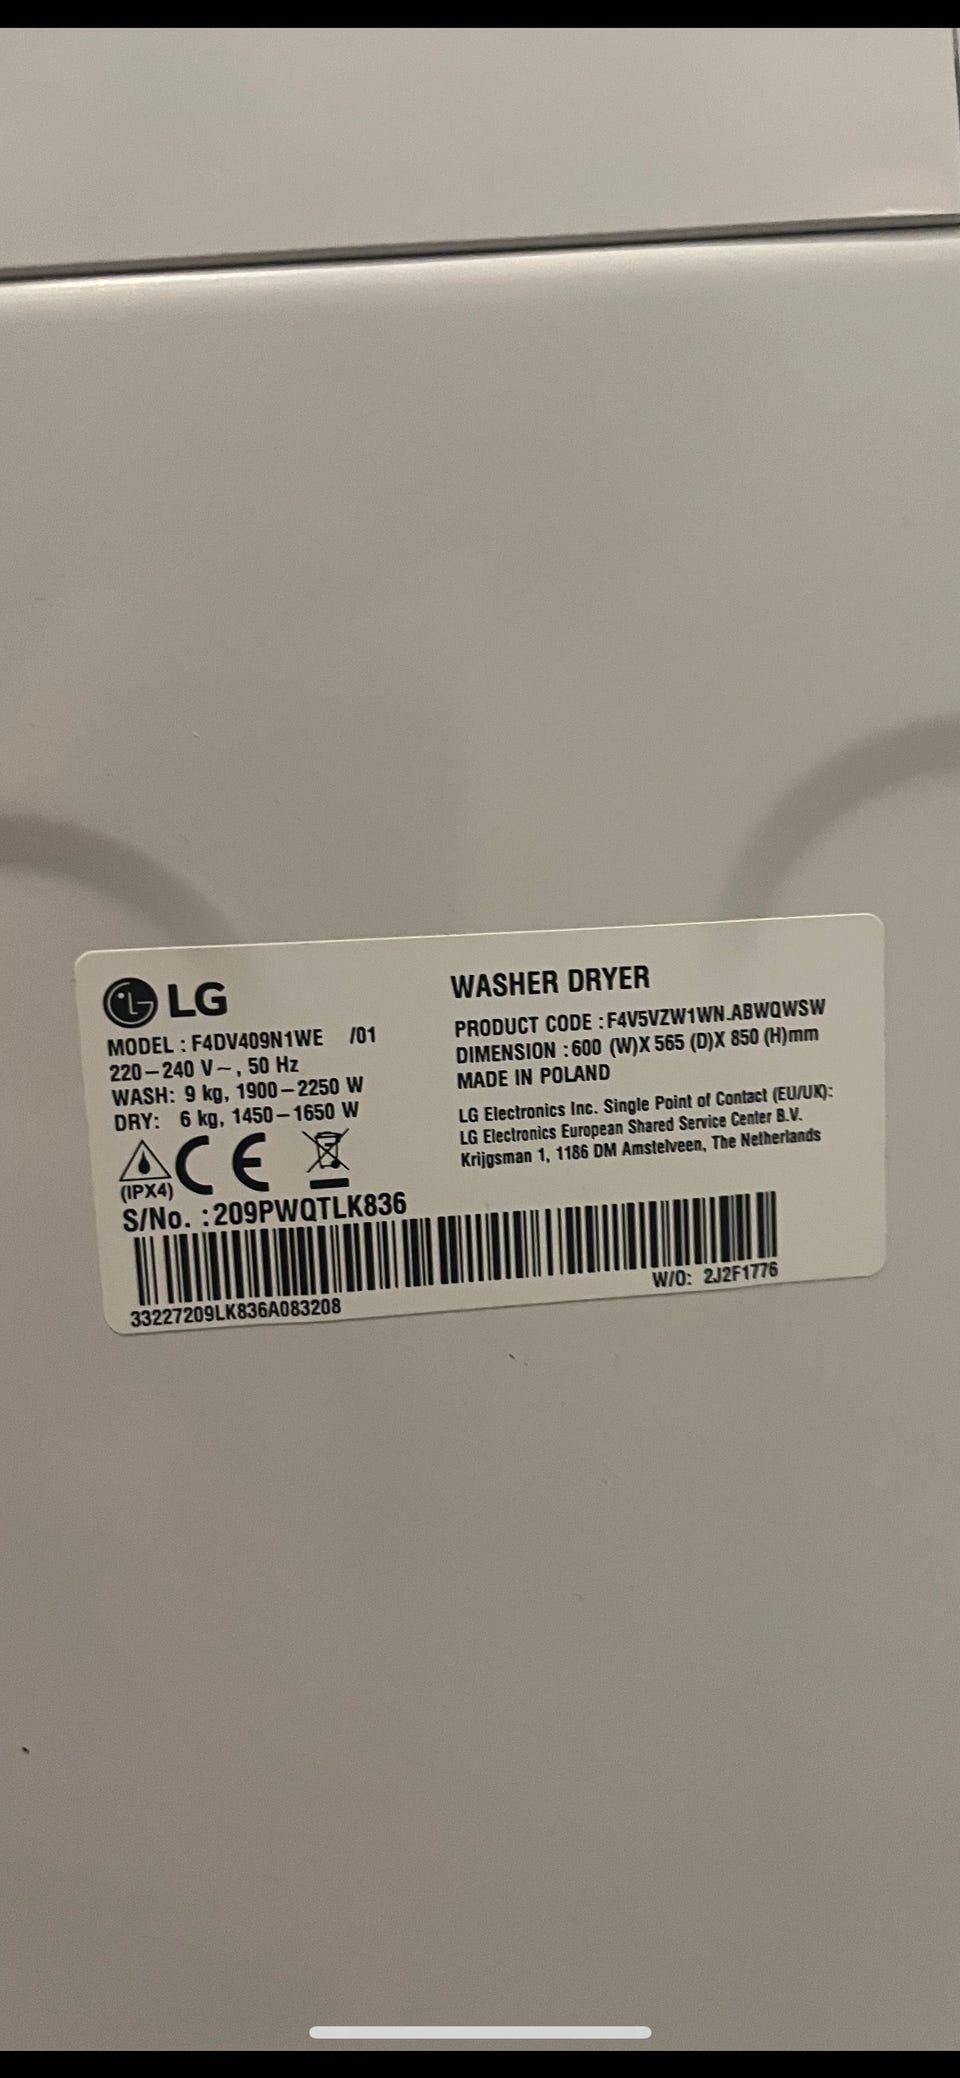 LG
MODEL : F4DV409N1WE /01
220–240 V~, 50 Hz
WASH: 9 kg, 1900–2250 W
DRY: 6 kg, 1450–1650 W
(IPX4)
CE
S/No. :209PWQTLK836
33227209LK836A083208
WASHER DRYER
PRODUCT CODE :F4V5VZW1WN.ABWQWSW
DIMENSION :600 (W)X 565 (D)X 850 (H)mm
MADE IN POLAND
LG Electronics Inc. Single Point of Contact (EU/UK):
LG Electronics European Shared Service Center B.V.
Krijgsman 1, 1186 DM Amstelveen, The Netherlands
W/O: 2J2F1776